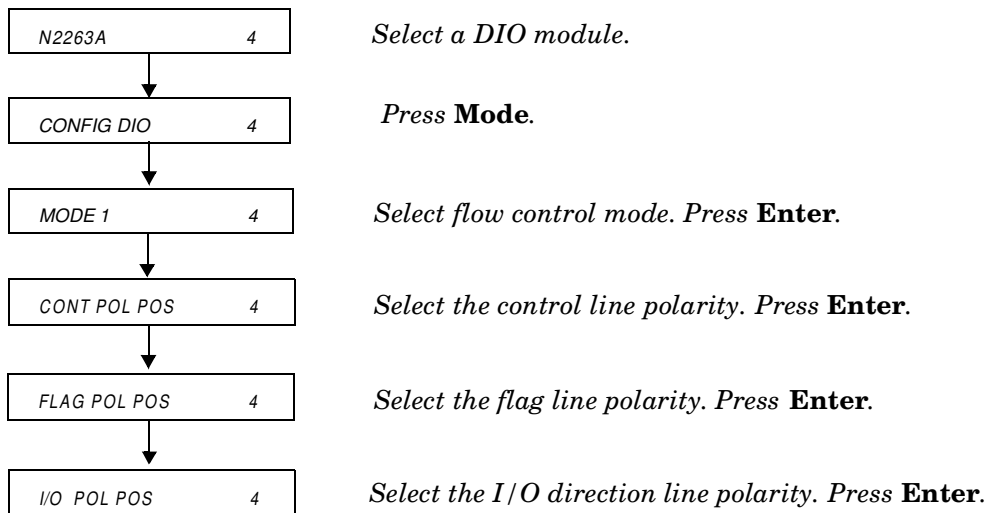 N2263A 4 Select a DIO module.
CONFIG DIO 4 Press Mode.
MODE 1 4 Select flow control mode. Press Enter.
CONT POL POS 4 Select the control line polarity. Press Enter.
FLAG POL POS 4 Select the flag line polarity. Press Enter.
I/O POL POS 4 Select the I/O direction line polarity. Press Enter.